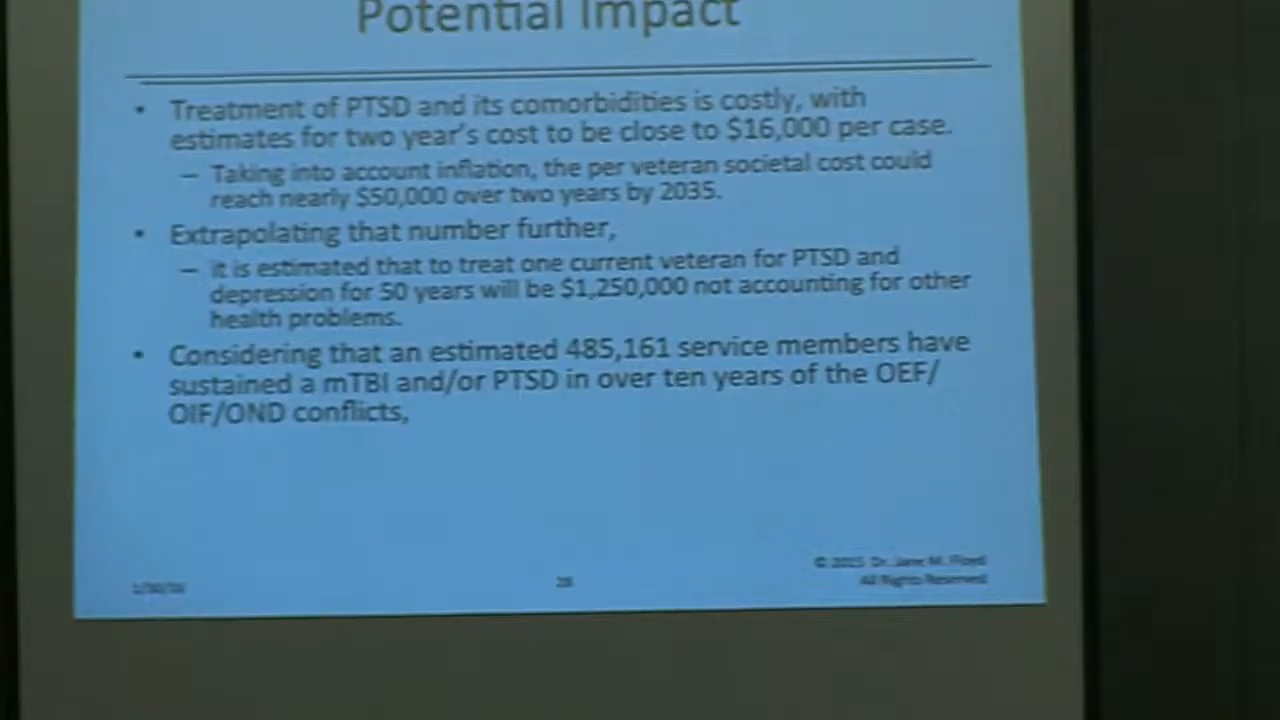 Potential Impact
• Treatment of PTSD and its comorbidities is costly, with
estimates for two year's cost to be close to $16,000 per case.
– Taking into account inflation, the per veteran societal cost could
reach nearly $50,000 over two years by 2035.
• Extrapolating that number further,
– it is estimated that to treat one current veteran for PTSD and
depression for 50 years will be $1,250,000 not accounting for other
health problems.
• Considering that an estimated 485,161 service members have
sustained a mTBI and/or PTSD in over ten years of the OEF/
OIF/OND conflicts,
© 2015 Dr. Jane M.
All Rights Reserved